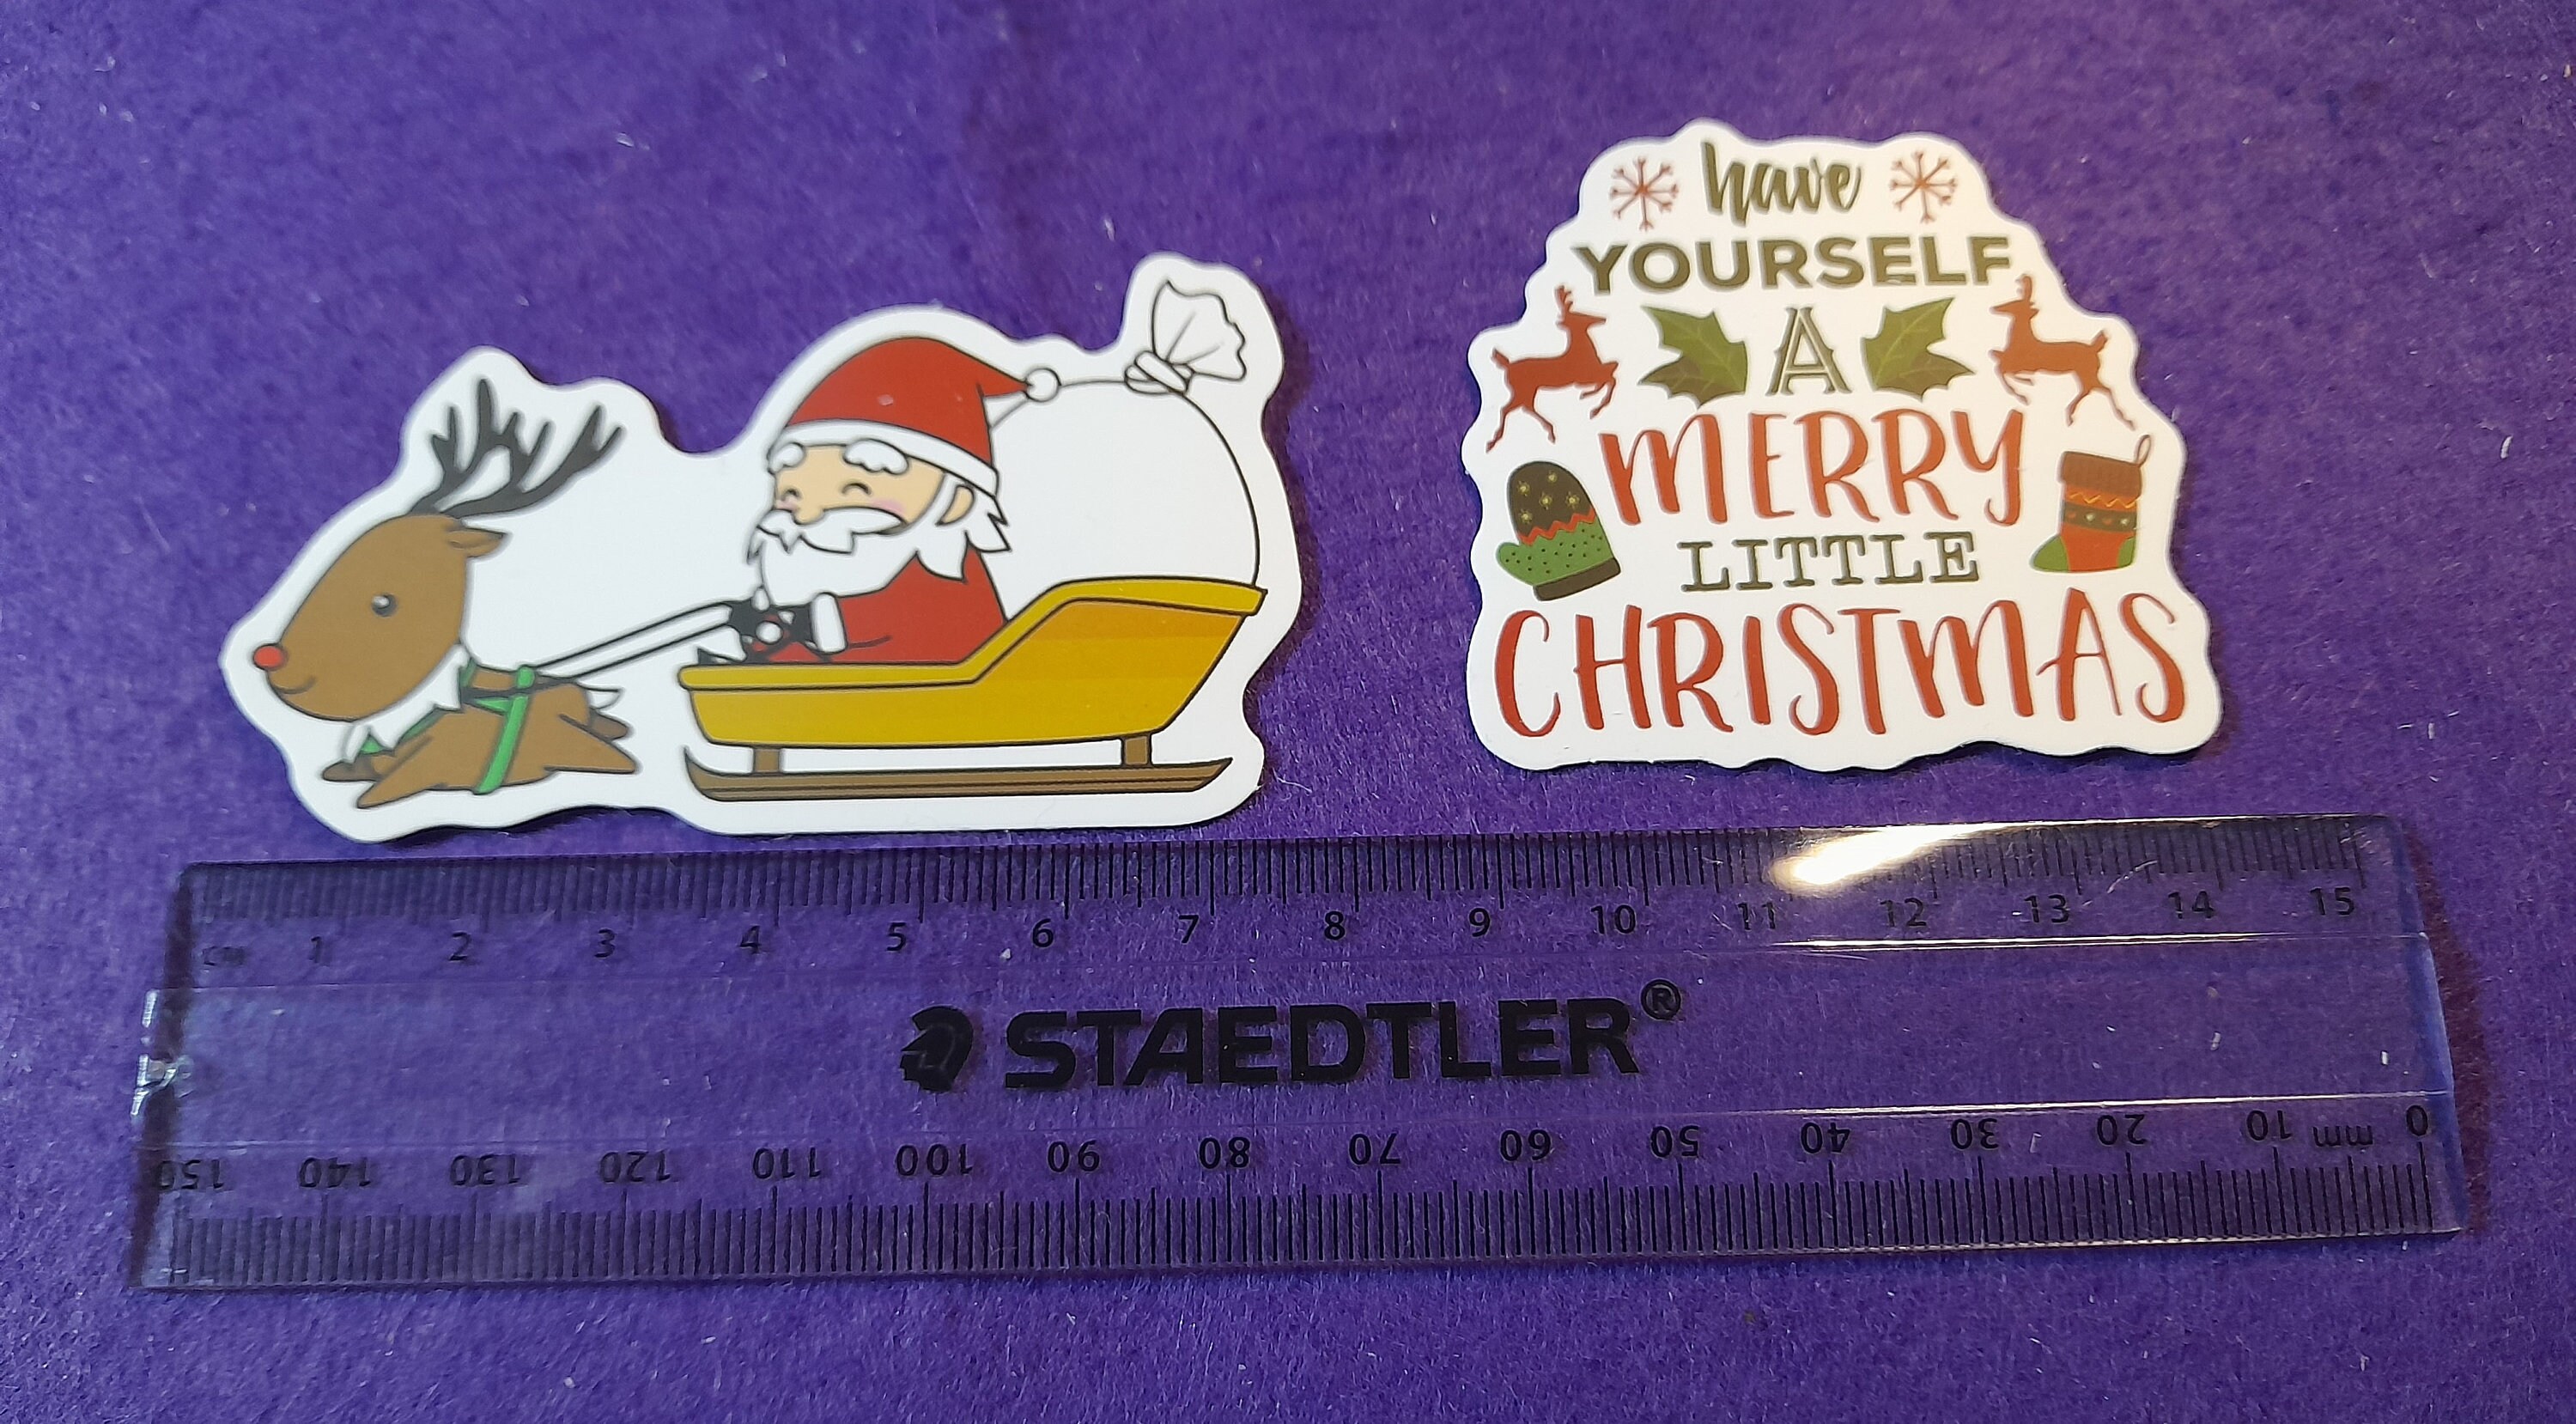 have
YOURSELF
A
MERRY
LITTLE
CHRISTMAS
cm 1 2 3 4 5 6 7 8 9 10 11 12 13 14 15
STAEDTLER®
150 140 130 120 110 100 90 80 70 60 50 40 30 20 10 mm 0